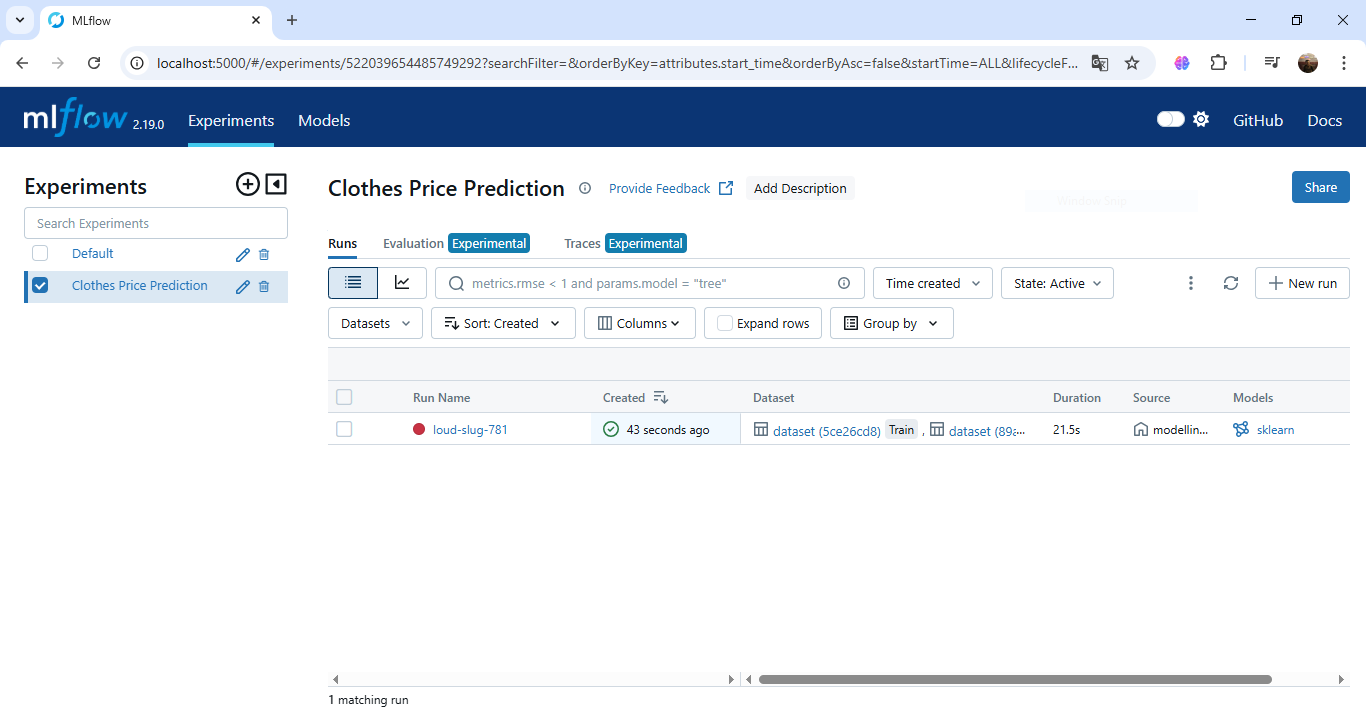 MLflow
localhost:5000/#/experiments/522039654485749292?searchFilter=&orderByKey=attributes.start_time&orderByAsc=false&startTime=ALL&lifecycleF...
mlflow 2.19.0 Experiments Models GitHub Docs
Experiments
Search Experiments
Default
Clothes Price Prediction
Clothes Price Prediction Provide Feedback Add Description Share
Window Snip
Runs Evaluation Experimental Traces Experimental
metrics.rmse < 1 and params.model = "tree" Time created State: Active New run
Datasets Sort: Created Columns Expand rows Group by
Run Name Created Dataset Duration Source Models
loud-slug-781 43 seconds ago dataset (5ce26cd8) Train , dataset (89a... 21.5s modellin... sklearn
1 matching run